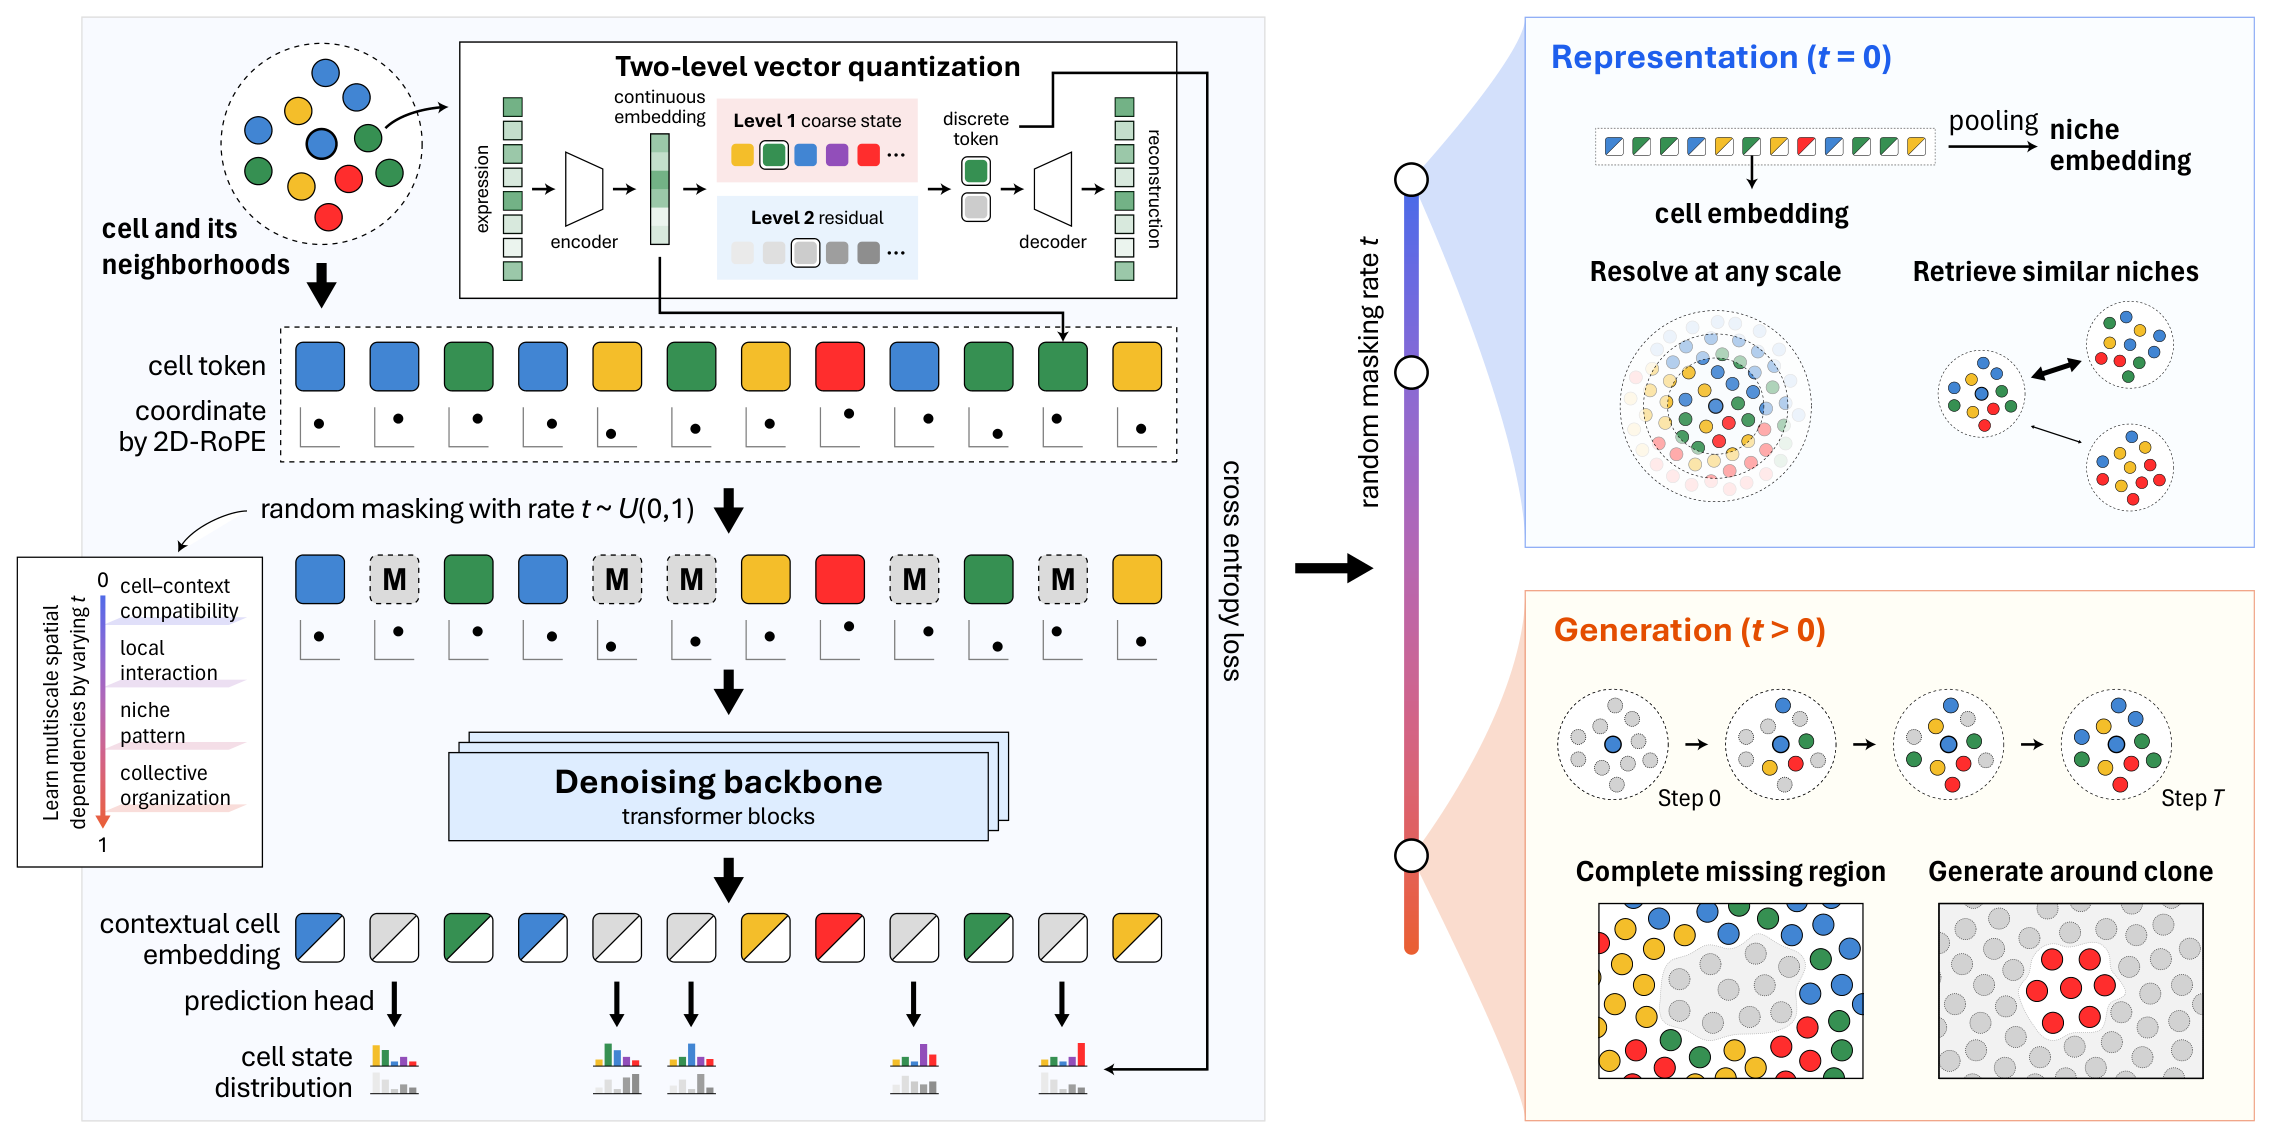 Two-level vector quantization
continuous
embedding
Level 1 coarse state
discrete
token
expression
encoder
Level 2 residual
decoder
reconstruction
cell and its
neighborhoods
cell token
coordinate
by 2D-RoPE
random masking with rate t ~ U(0,1)
M M M M M
Learn multiscale spatial
dependencies by varying t
0
cell–context
compatibility
local
interaction
niche
pattern
collective
organization
1
Denoising backbone
transformer blocks
contextual cell
embedding
prediction head
cell state
distribution
cross entropy loss
random masking rate t
Representation (t = 0)
pooling
niche
embedding
cell embedding
Resolve at any scale
Retrieve similar niches
Generation (t > 0)
Step 0
Step T
Complete missing region
Generate around clone